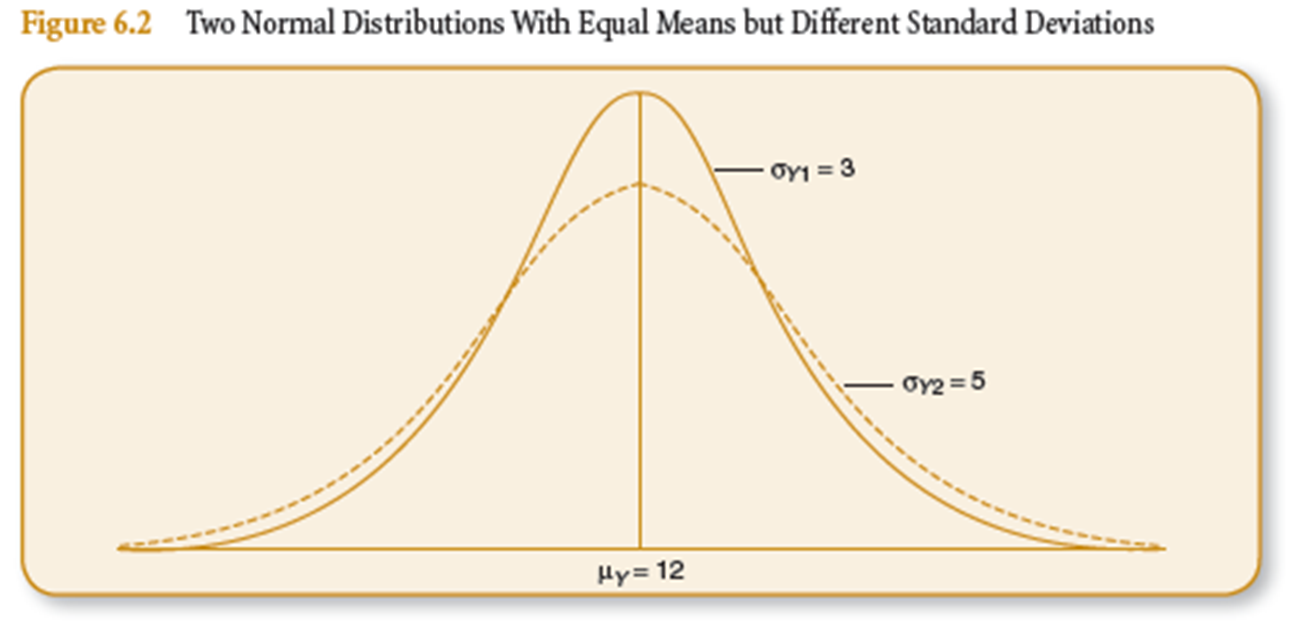 Figure 6.2 Two Normal Distributions With Equal Means but Different Standard Deviations
σY1 = 3
σY2 = 5
μY = 12